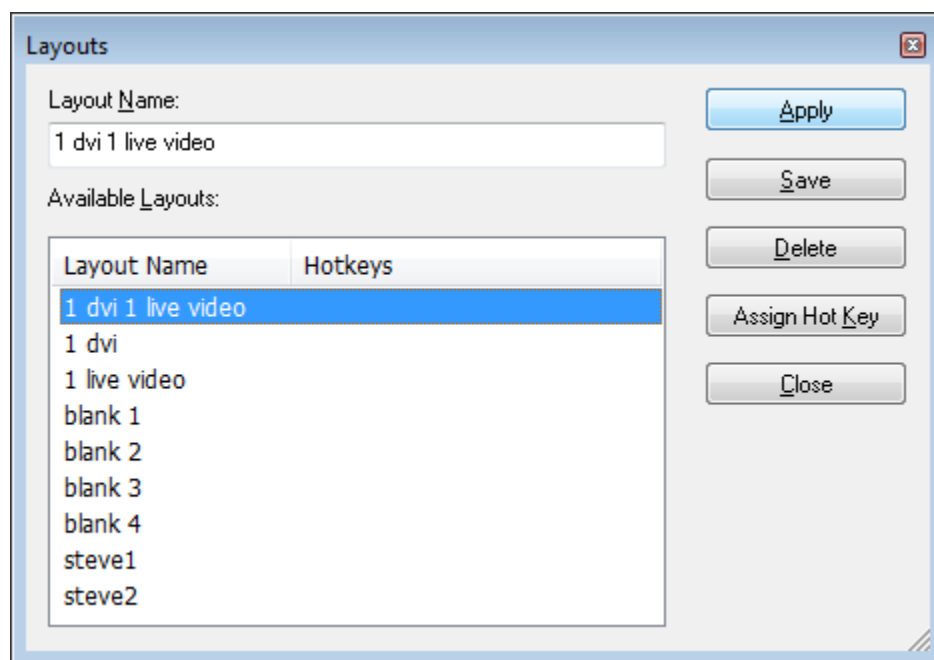 Layouts
Layout Name:
1 dvi 1 live video
Available Layouts:
Layout Name Hotkeys
1 dvi 1 live video
1 dvi
1 live video
blank 1
blank 2
blank 3
blank 4
steve1
steve2
Apply
Save
Delete
Assign Hot Key
Close